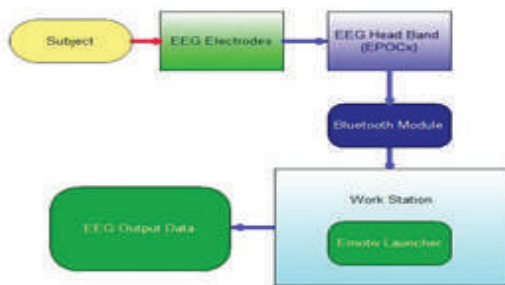 Subject
EEG Electrodes
EEG Head Band
(EPOCx)
Bluetooth Module
Work Station
EEG Output Data
Emotiv Launcher